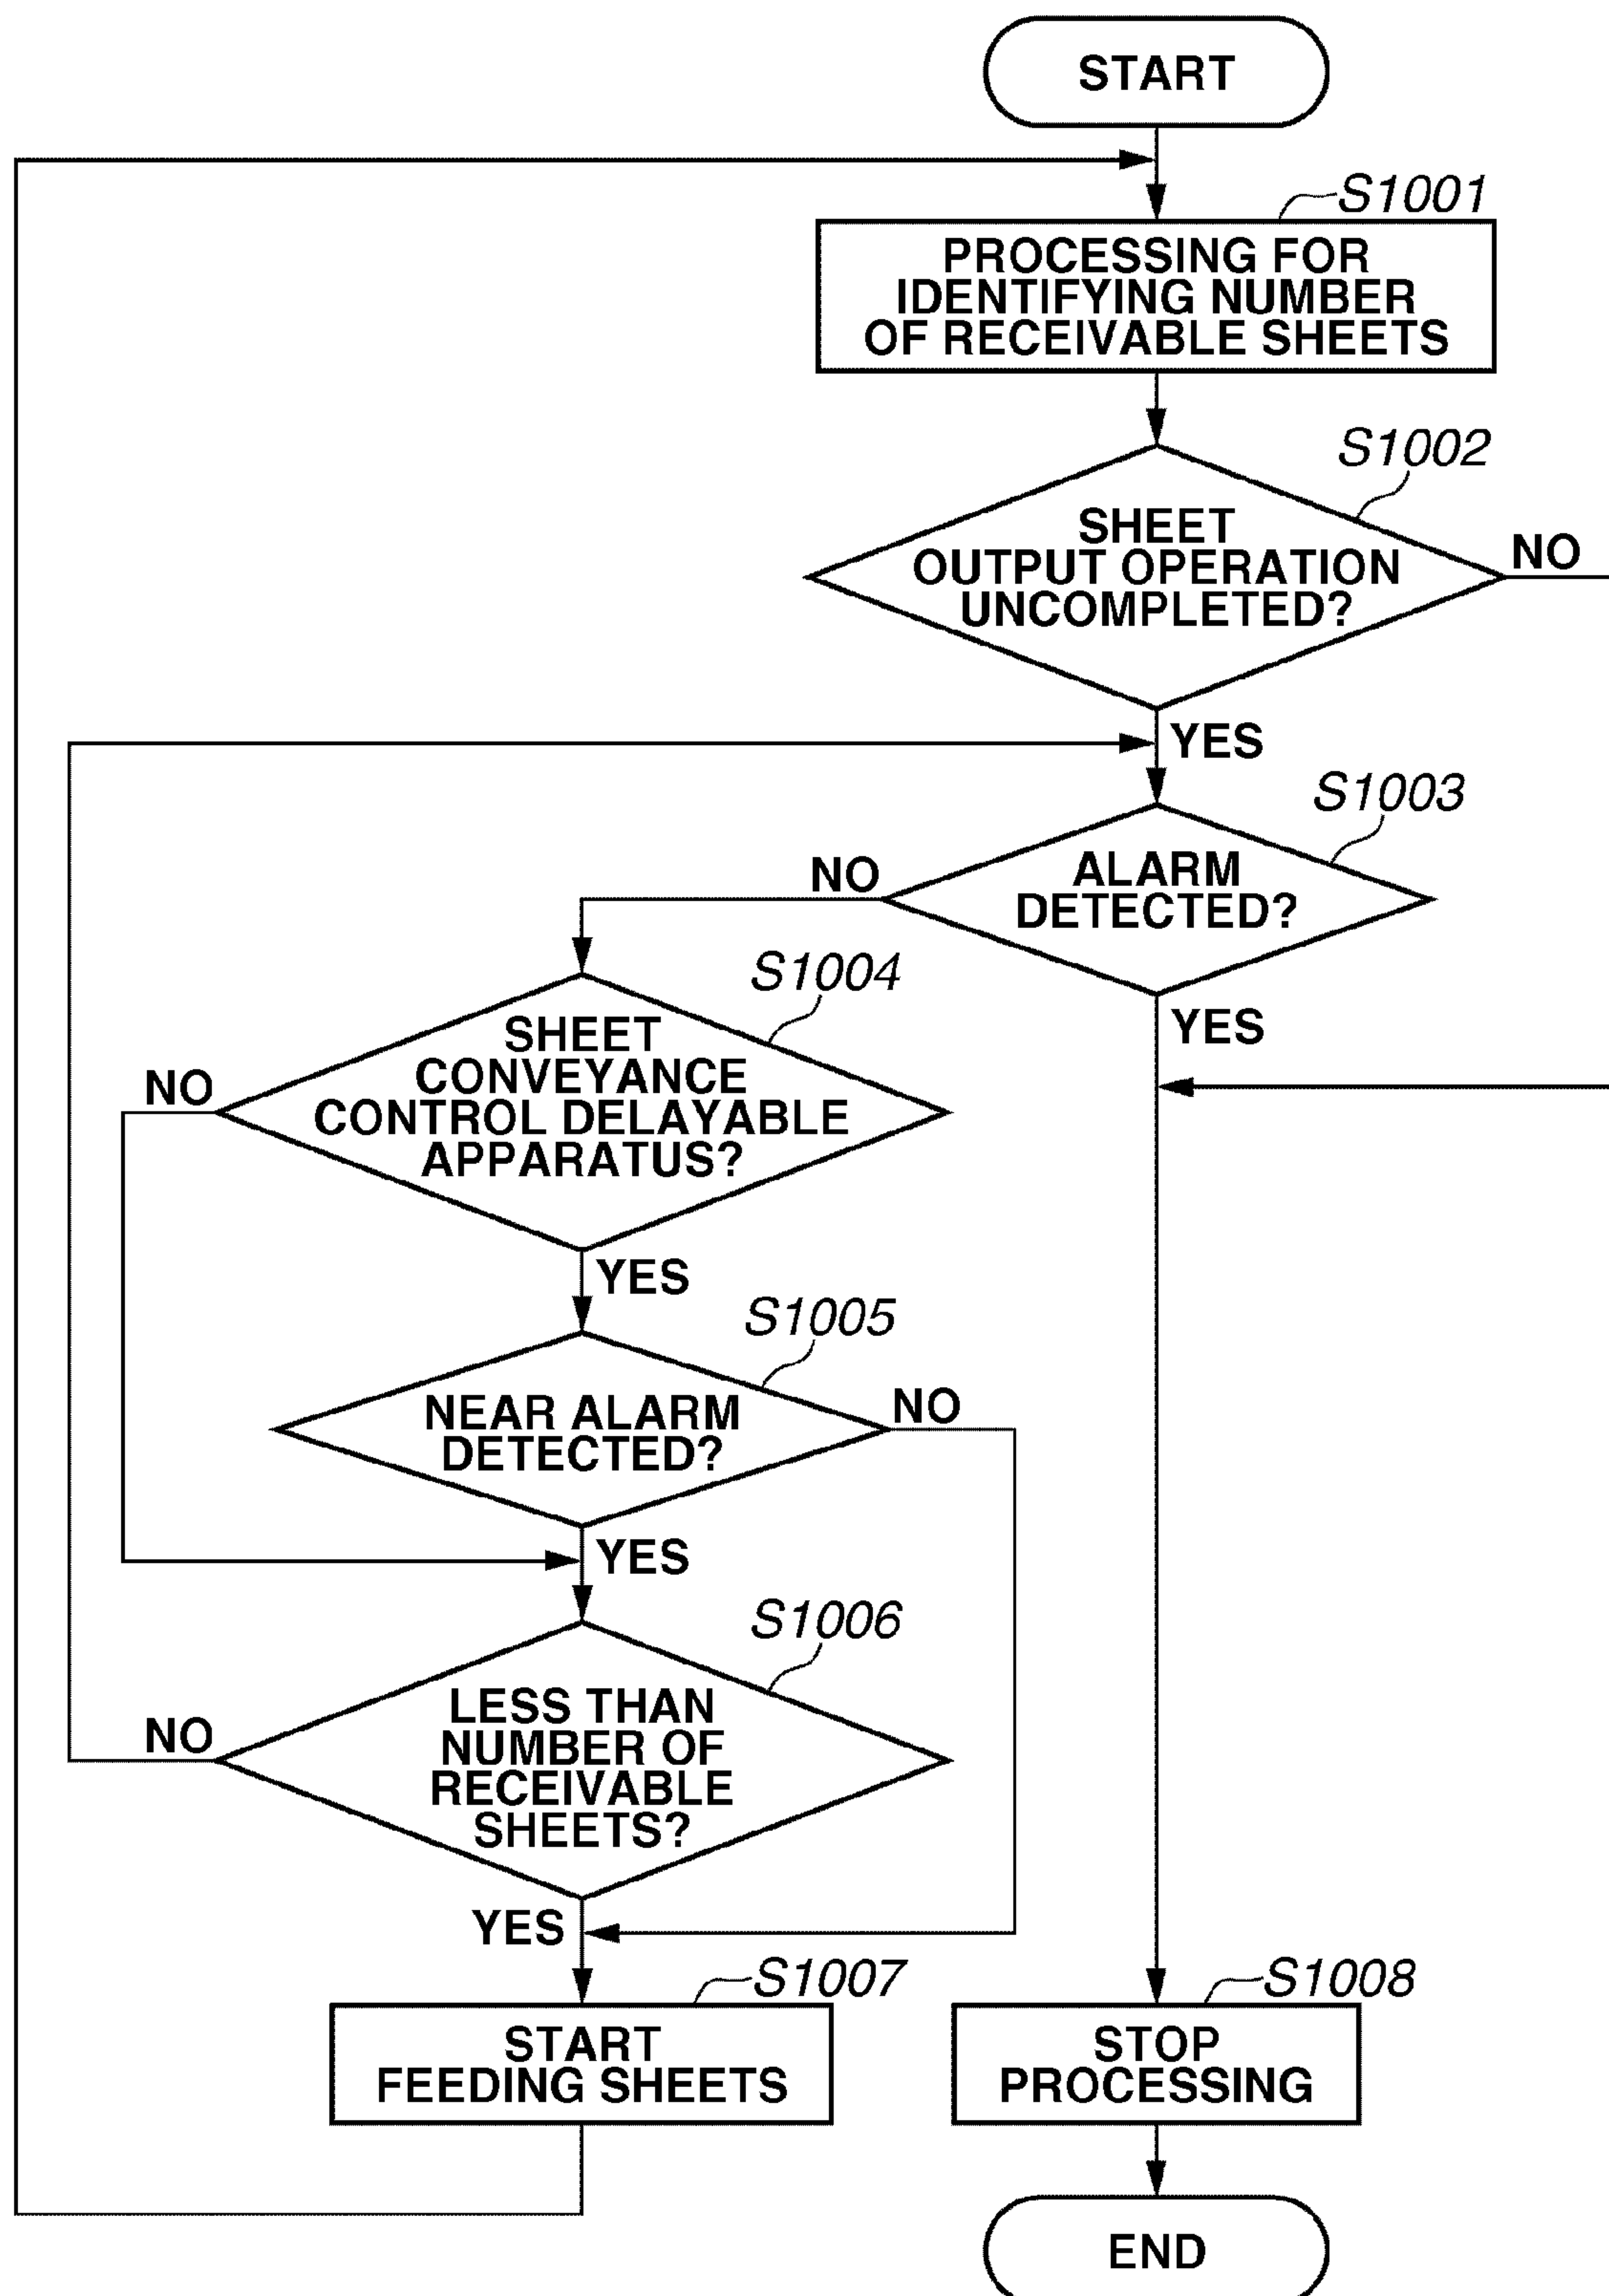 START
S1001
PROCESSING FOR
IDENTIFYING NUMBER
OF RECEIVABLE SHEETS
S1002
SHEET
OUTPUT OPERATION
UNCOMPLETED?
NO
YES
S1003
ALARM
DETECTED?
NO
YES
S1004
SHEET
CONVEYANCE
CONTROL DELAYABLE
APPARATUS?
NO
YES
S1005
NEAR ALARM
DETECTED?
NO
YES
S1006
LESS THAN
NUMBER OF
RECEIVABLE
SHEETS?
NO
YES
S1007
START
FEEDING SHEETS
S1008
STOP
PROCESSING
END